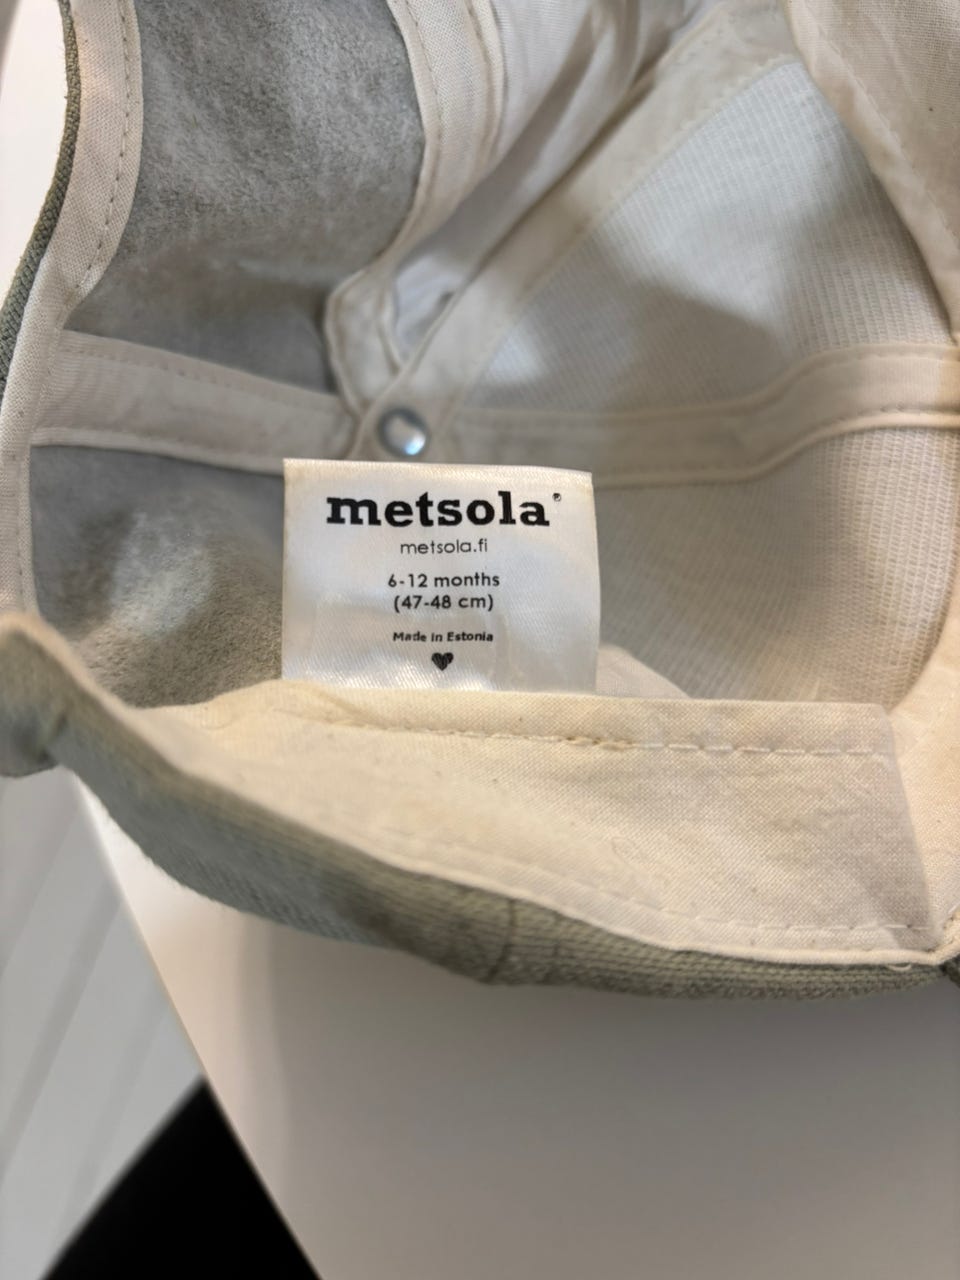 metsola®
metsola.fi
6-12 months
(47-48 cm)
Made in Estonia